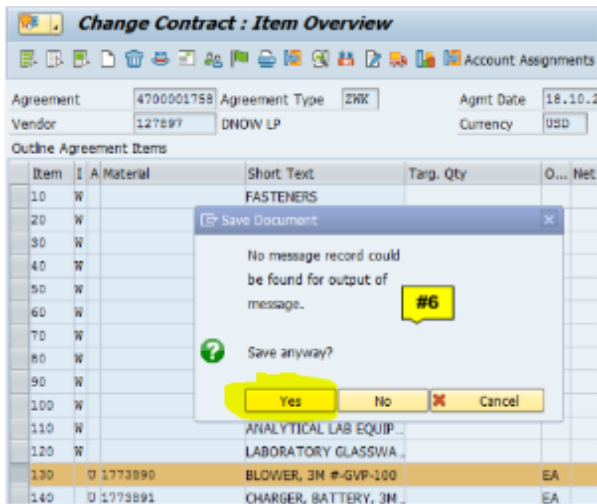 Change Contract : Item Overview
Account Assignments
Agreement 4700001758 Agreement Type ZWK Agmt Date 18.10.2
Vendor 127897 DNOW LP Currency USD
Outline Agreement Items
Item I A Material Short Text Targ. Qty O... Net
10 W FASTENERS
20 W
30 W
40 W
50 W
60 W
70 W
80 W
90 W
100 W
110 W ANALYTICAL LAB EQUIP...
120 W LABORATORY GLASSWA...
130 U 1773890 BLOWER, 3M #-GVP-100 EA
140 U 1773891 CHARGER, BATTERY, 3M... EA
Save Document
No message record could
be found for output of
message.
#6
Save anyway?
Yes No Cancel